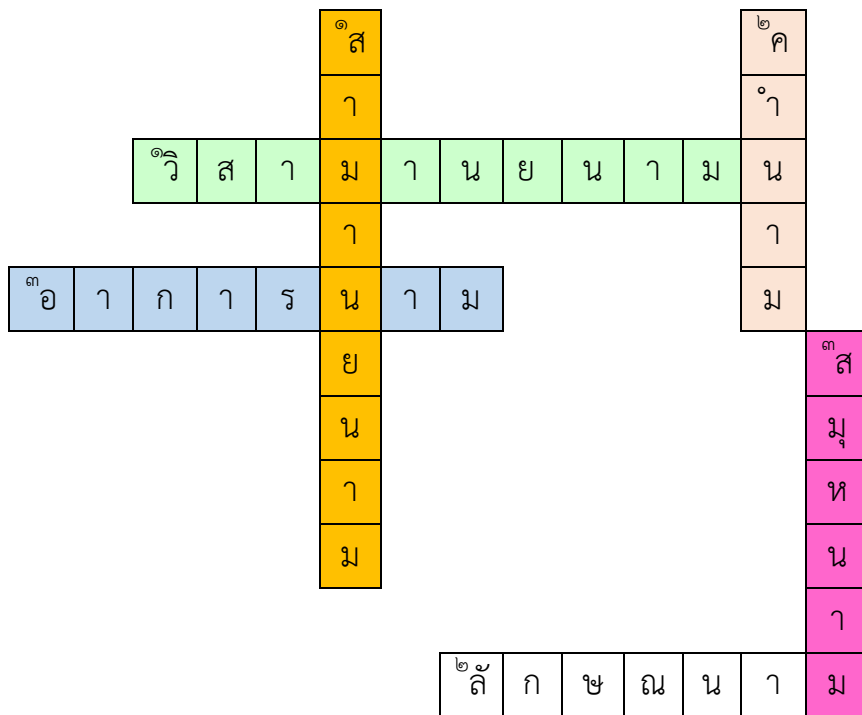 ๑สามานยนาม
๒คำนาม
๑วิสามานยนาม
๓อาการนาม
๓สมุหนาม
๒ลักษณนาม